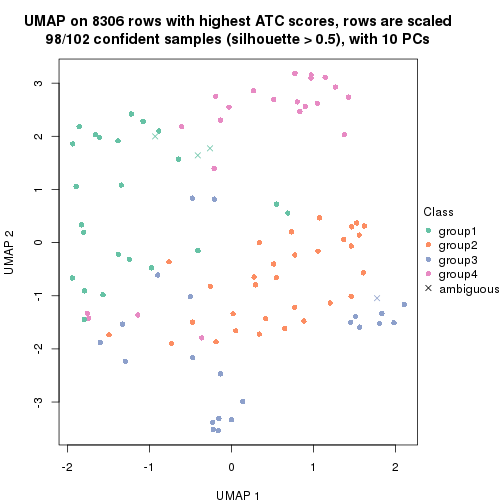 UMAP on 8306 rows with highest ATC scores, rows are scaled
98/102 confident samples (silhouette > 0.5), with 10 PCs
3
2
1
0
-1
-2
-3
UMAP 2
-2
-1
0
1
2
UMAP 1
Class
group1
group2
group3
group4
ambiguous